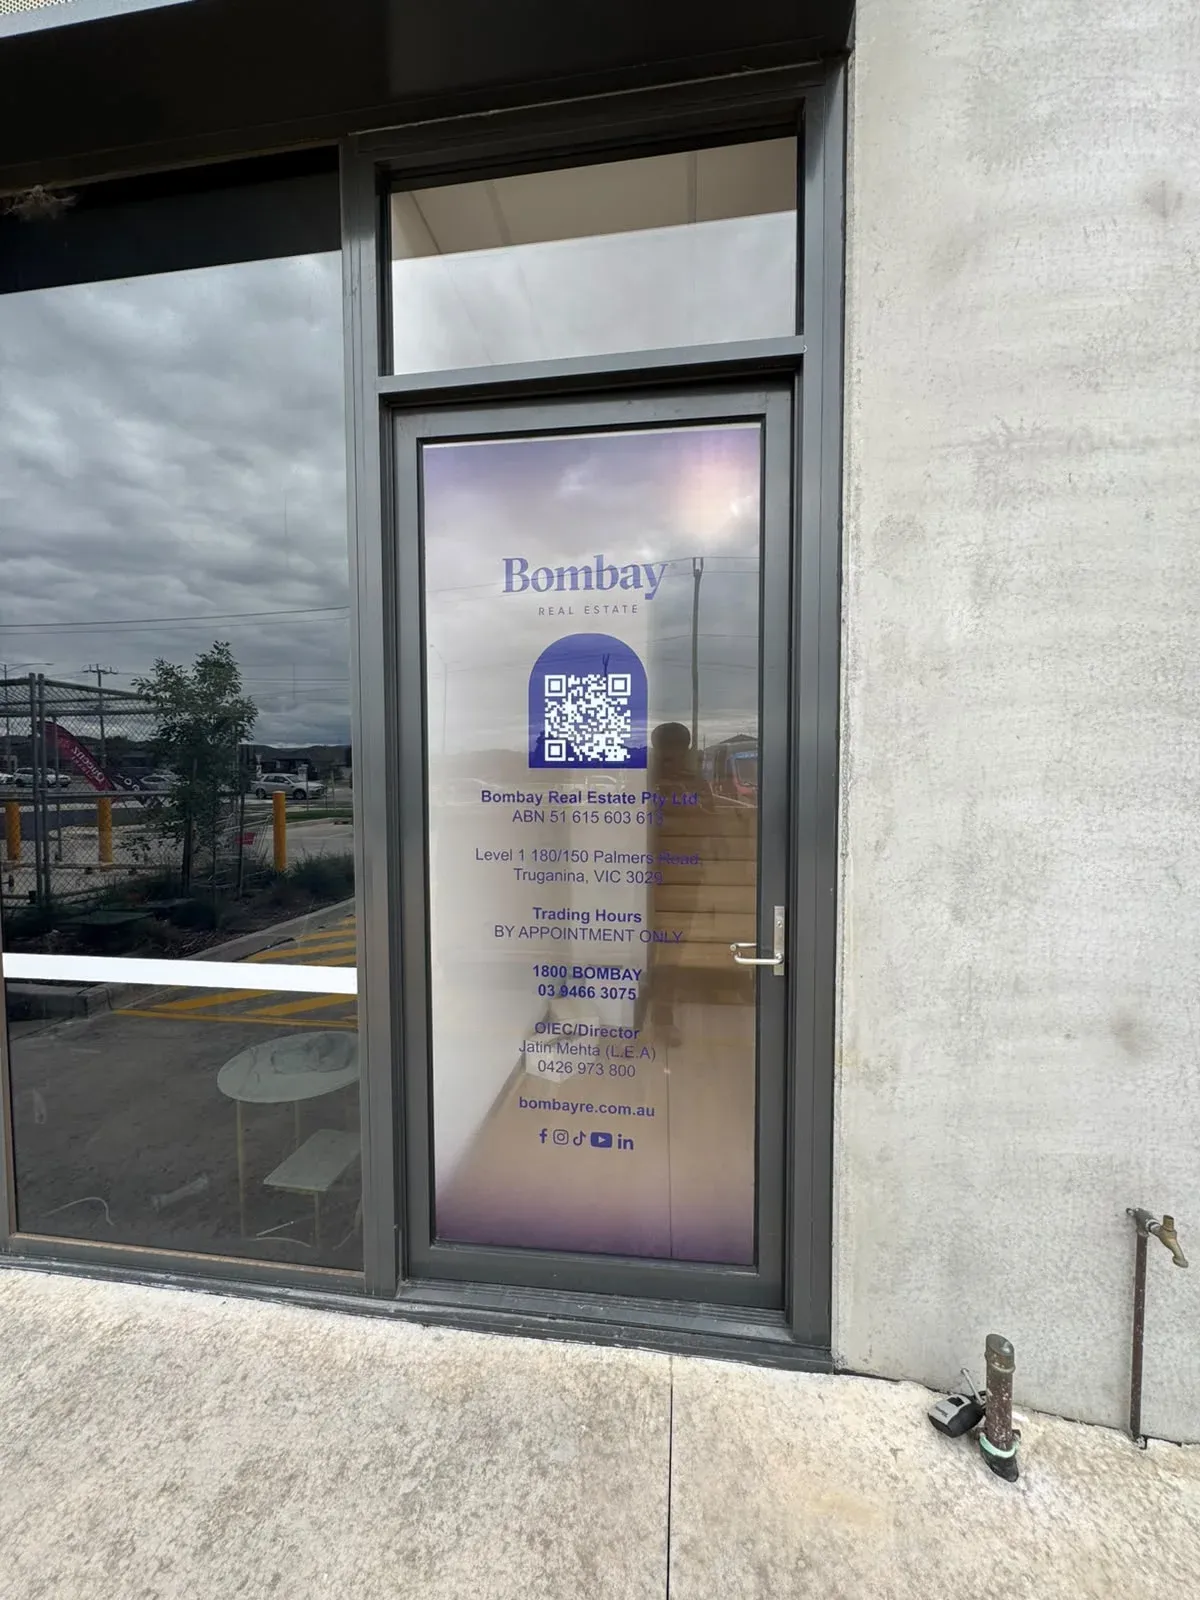 Bombay
REAL ESTATE
Bombay Real Estate Pty Ltd
ABN 51 615 603 613
Level 1 180/150 Palmers Road,
Truganina, VIC 3029
Trading Hours
BY APPOINTMENT ONLY
1800 BOMBAY
03 9466 3075
OIEC/Director
Jatin Mehta (L.E.A)
0426 973 800
bombayre.com.au